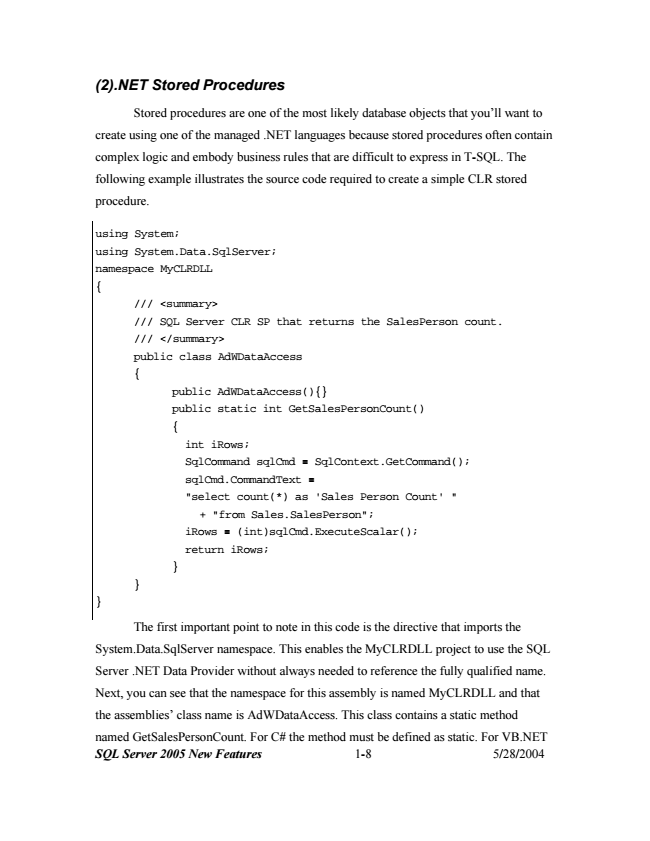 (2).NET Stored Procedures
Stored procedures are one of the most likely database objects that you'll want to
create using one of the managed .NET languages because stored procedures often contain
complex logic and embody business rules that are difficult to express in T-SQL. The
following example illustrates the source code required to create a simple CLR stored
procedure.
using System;
using System.Data.SqlServer;
namespace MyCLRDLL
{
/// <summary>
/// SQL Server CLR SP that returns the SalesPerson count.
/// </summary>
public class AdWDataAccess
{
public AdWDataAccess(){}
public static int GetSalesPersonCount()
{
int iRows;
SqlCommand sqlCmd = SqlContext.GetCommand();
sqlCmd.CommandText =
"select count(*) as 'Sales Person Count' "
+ "from Sales.SalesPerson";
iRows = (int)sqlCmd.ExecuteScalar();
return iRows;
}
}
}
The first important point to note in this code is the directive that imports the
System.Data.SqlServer namespace. This enables the MyCLRDLL project to use the SQL
Server .NET Data Provider without always needed to reference the fully qualified name.
Next, you can see that the namespace for this assembly is named MyCLRDLL and that
the assemblies' class name is AdWDataAccess. This class contains a static method
named GetSalesPersonCount. For C# the method must be defined as static. For VB.NET
SQL Server 2005 New Features 1-8 5/28/2004